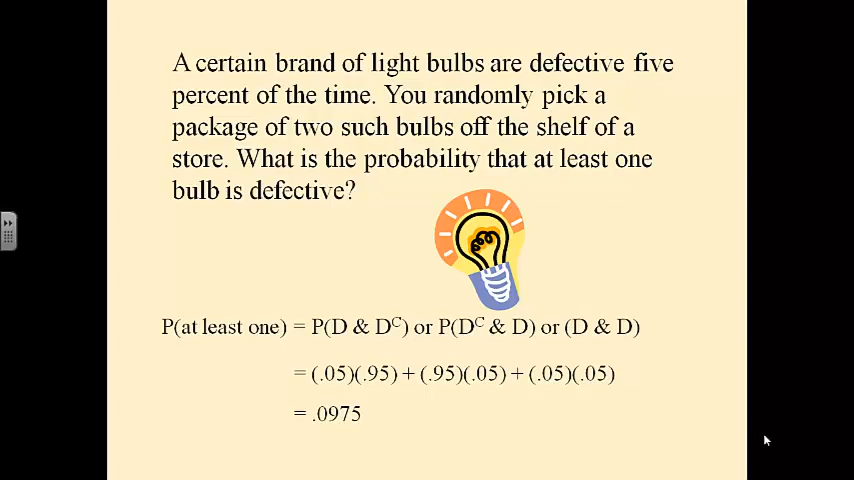 A certain brand of light bulbs are defective five
percent of the time. You randomly pick a
package of two such bulbs off the shelf of a
store. What is the probability that at least one
bulb is defective?
P(at least one) = P(D & Dᶜ) or P(Dᶜ & D) or (D & D)
= (.05)(.95) + (.95)(.05) + (.05)(.05)
= .0975